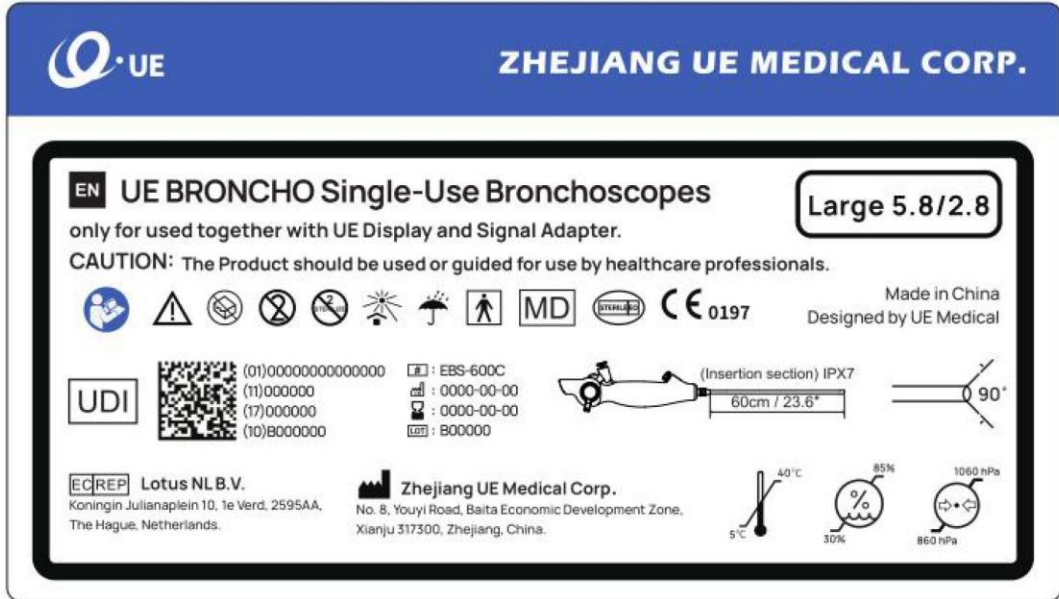 UE
ZHEJIANG UE MEDICAL CORP.
EN UE BRONCHO Single-Use Bronchoscopes
Large 5.8/2.8
only for used together with UE Display and Signal Adapter.
CAUTION: The Product should be used or guided for use by healthcare professionals.
2
MD
CE 0197
Made in China
Designed by UE Medical
UDI
(01)00000000000000
(11)000000
(17)000000
(10)B000000
# : EBS-600C
: 0000-00-00
: 0000-00-00
LOT : B00000
(Insertion section) IPX7
60cm / 23.6"
90°
EC REP Lotus NL B.V.
Koningin Julianaplein 10, 1e Verd, 2595AA,
The Hague, Netherlands.
Zhejiang UE Medical Corp.
No. 8, Youyi Road, Baita Economic Development Zone,
Xianju 317300, Zhejiang, China.
40°C
5°C
85%
%
30%
1060 hPa
860 hPa